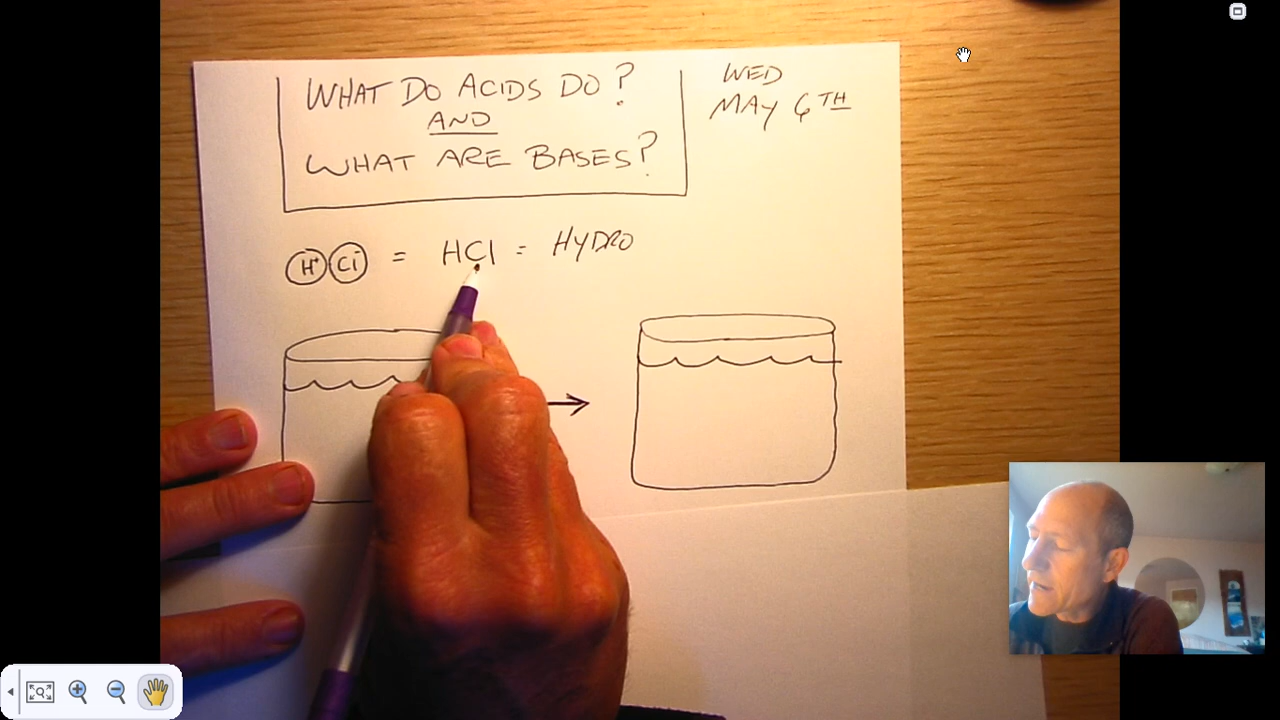 WHAT DO ACIDS DO?
AND
WHAT ARE BASES?
WED
MAY 6TH
H+ Cl = HCl = HYDRO